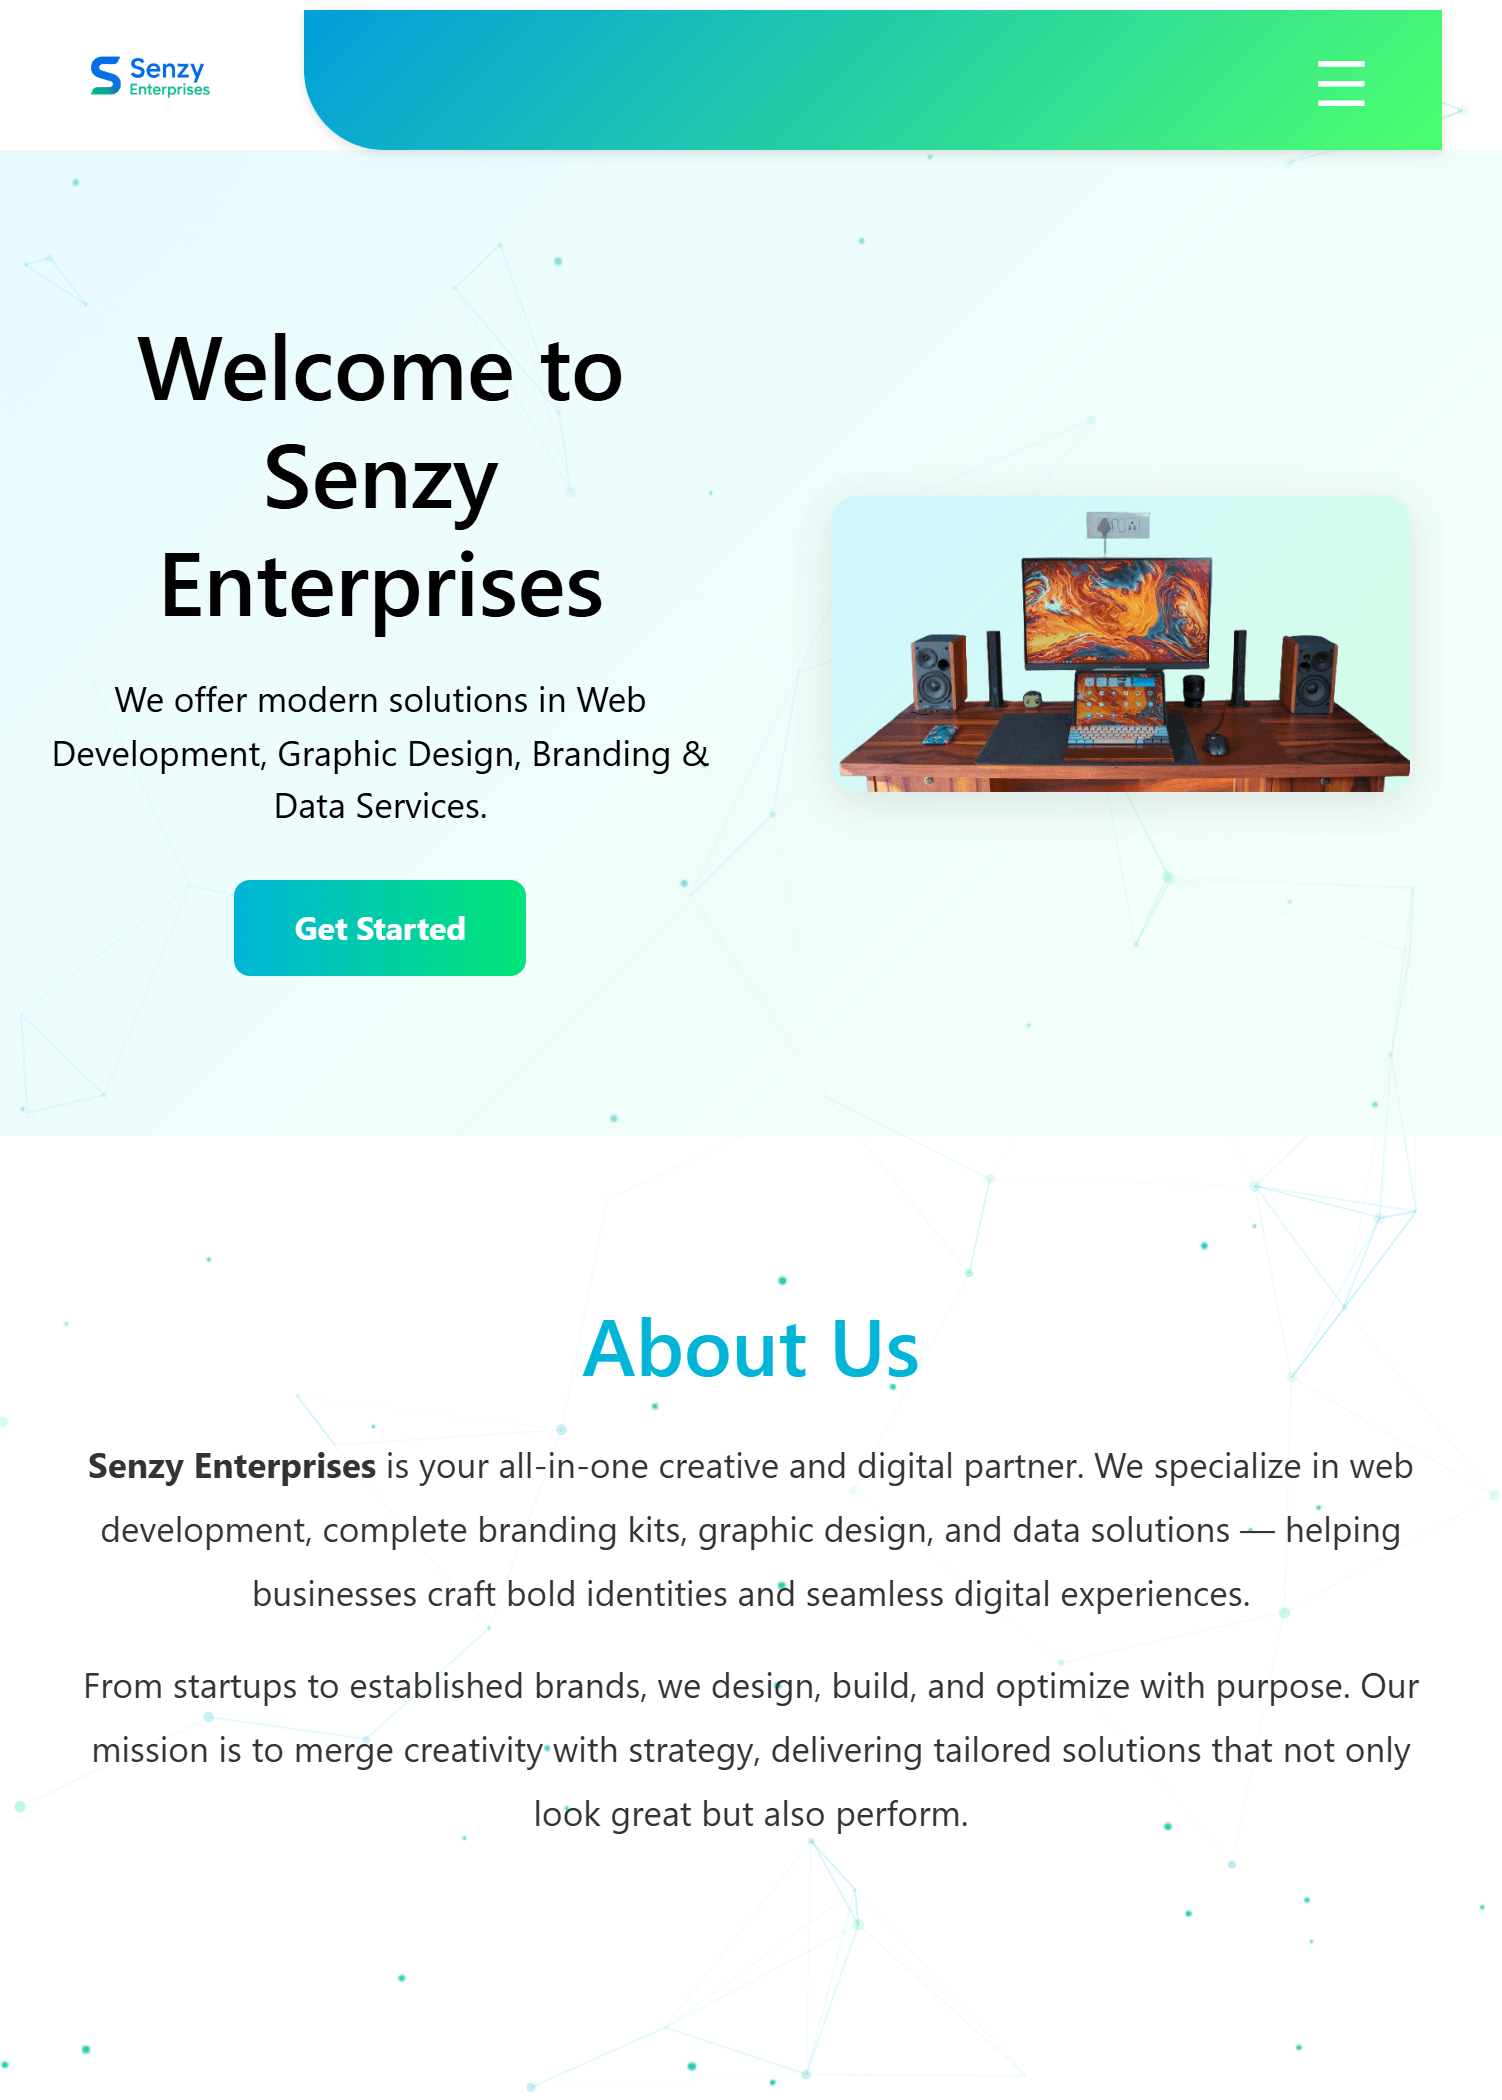 Senzy
Enterprises
Welcome to
Senzy
Enterprises
We offer modern solutions in Web
Development, Graphic Design, Branding &
Data Services.
Get Started
About Us
Senzy Enterprises is your all-in-one creative and digital partner. We specialize in web
development, complete branding kits, graphic design, and data solutions — helping
businesses craft bold identities and seamless digital experiences.
From startups to established brands, we design, build, and optimize with purpose. Our
mission is to merge creativity with strategy, delivering tailored solutions that not only
look great but also perform.